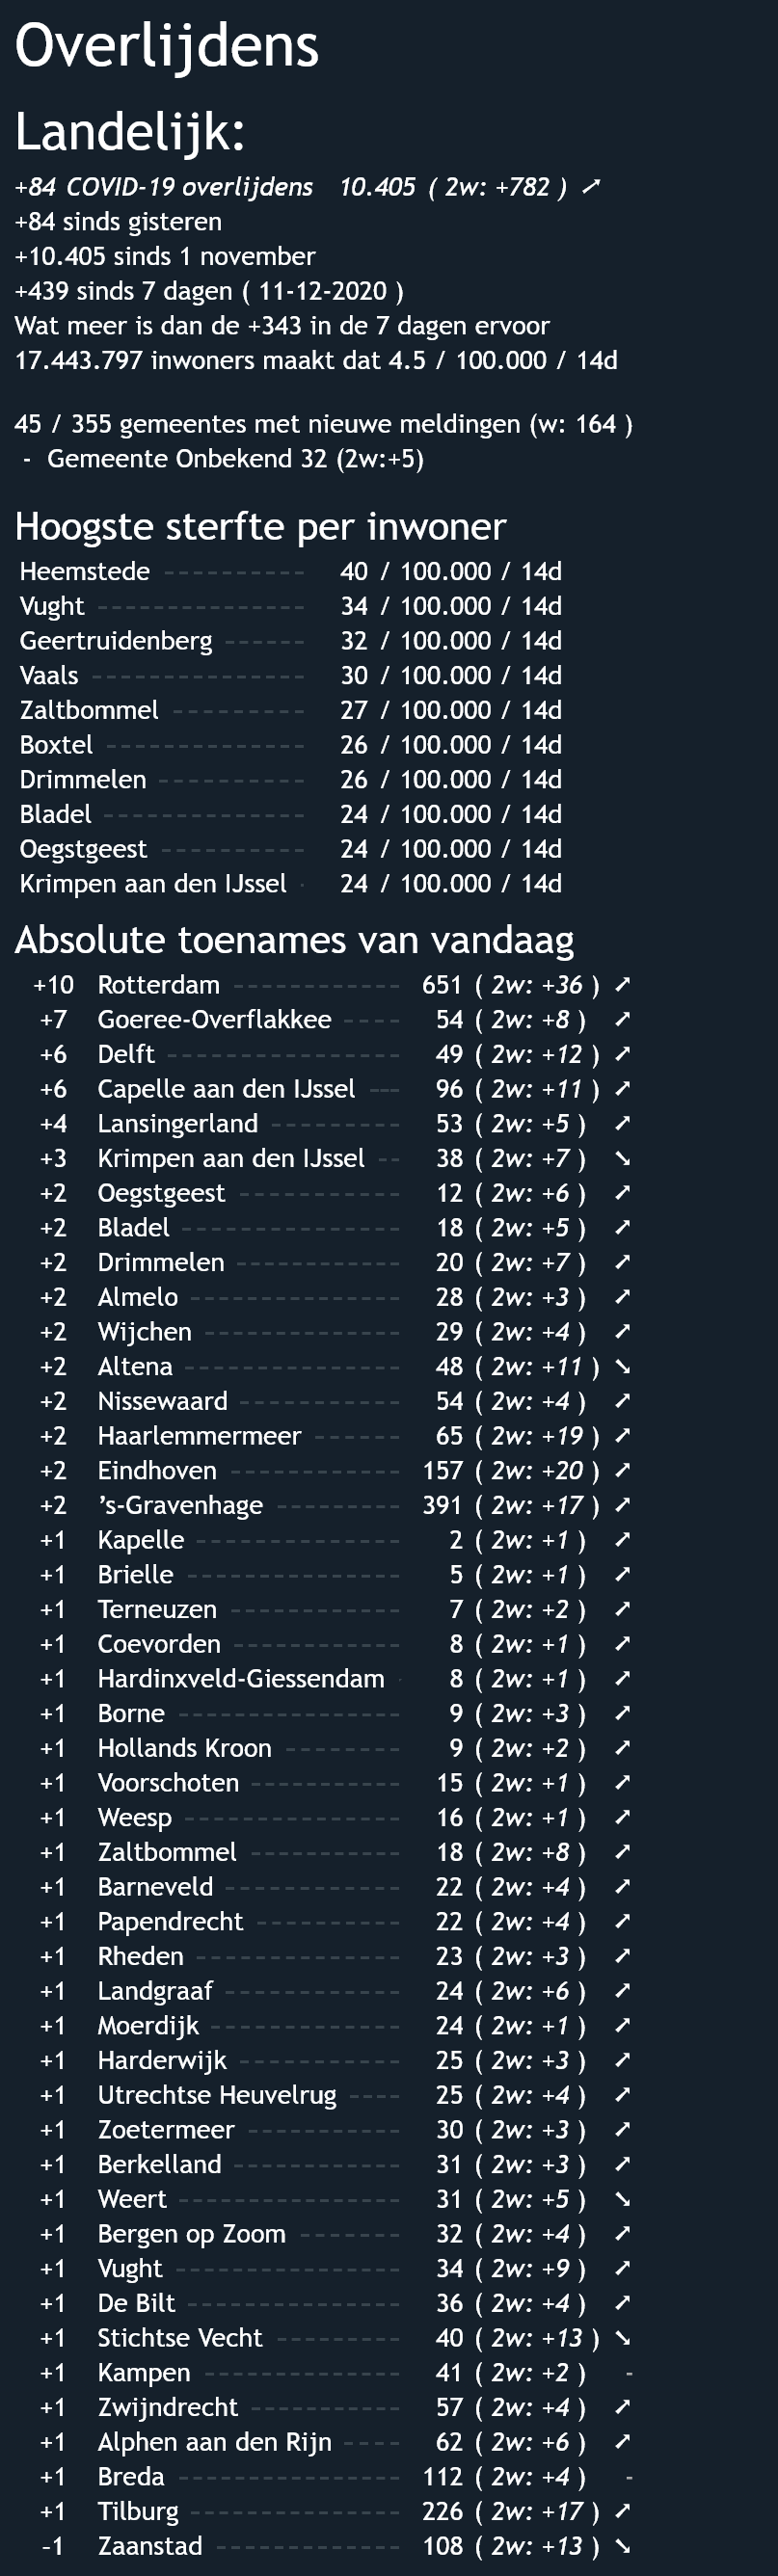 Overlijdens
Landelijk:
+84 COVID-19 overlijdens 10.405 ( 2w: +782 ) ➚
+84 sinds gisteren
+10.405 sinds 1 november
+439 sinds 7 dagen ( 11-12-2020 )
Wat meer is dan de +343 in de 7 dagen ervoor
17.443.797 inwoners maakt dat 4.5 / 100.000 / 14d
45 / 355 gemeentes met nieuwe meldingen (w: 164 )
- Gemeente Onbekend 32 (2w:+5)
Hoogste sterfte per inwoner
Heemstede ---------- 40 / 100.000 / 14d
Vught --------------- 34 / 100.000 / 14d
Geertruidenberg ------ 32 / 100.000 / 14d
Vaals --------------- 30 / 100.000 / 14d
Zaltbommel --------- 27 / 100.000 / 14d
Boxtel -------------- 26 / 100.000 / 14d
Drimmelen ---------- 26 / 100.000 / 14d
Bladel -------------- 24 / 100.000 / 14d
Oegstgeest ---------- 24 / 100.000 / 14d
Krimpen aan den IJssel - 24 / 100.000 / 14d
Absolute toenames van vandaag
+10 Rotterdam ------------ 651 ( 2w: +36 ) ➚
+7 Goeree-Overflakkee ---- 54 ( 2w: +8 ) ➚
+6 Delft ----------------- 49 ( 2w: +12 ) ➚
+6 Capelle aan den IJssel --- 96 ( 2w: +11 ) ➚
+4 Lansingerland --------- 53 ( 2w: +5 ) ➚
+3 Krimpen aan den IJssel -- 38 ( 2w: +7 ) ➘
+2 Oegstgeest ------------ 12 ( 2w: +6 ) ➚
+2 Bladel ---------------- 18 ( 2w: +5 ) ➚
+2 Drimmelen ------------ 20 ( 2w: +7 ) ➚
+2 Almelo --------------- 28 ( 2w: +3 ) ➚
+2 Wijchen -------------- 29 ( 2w: +4 ) ➚
+2 Altena ---------------- 48 ( 2w: +11 ) ➘
+2 Nissewaard ------------ 54 ( 2w: +4 ) ➚
+2 Haarlemmermeer ------ 65 ( 2w: +19 ) ➚
+2 Eindhoven ------------ 157 ( 2w: +20 ) ➚
+2 's-Gravenhage --------- 391 ( 2w: +17 ) ➚
+1 Kapelle --------------- 2 ( 2w: +1 ) ➚
+1 Brielle ---------------- 5 ( 2w: +1 ) ➚
+1 Terneuzen ------------ 7 ( 2w: +2 ) ➚
+1 Coevorden ------------- 8 ( 2w: +1 ) ➚
+1 Hardinxveld-Giessendam - 8 ( 2w: +1 ) ➚
+1 Borne ---------------- 9 ( 2w: +3 ) ➚
+1 Hollands Kroon -------- 9 ( 2w: +2 ) ➚
+1 Voorschoten ----------- 15 ( 2w: +1 ) ➚
+1 Weesp ---------------- 16 ( 2w: +1 ) ➚
+1 Zaltbommel ----------- 18 ( 2w: +8 ) ➚
+1 Barneveld ------------- 22 ( 2w: +4 ) ➚
+1 Papendrecht ---------- 22 ( 2w: +4 ) ➚
+1 Rheden --------------- 23 ( 2w: +3 ) ➚
+1 Landgraaf ------------- 24 ( 2w: +6 ) ➚
+1 Moerdijk -------------- 24 ( 2w: +1 ) ➚
+1 Harderwijk ------------ 25 ( 2w: +3 ) ➚
+1 Utrechtse Heuvelrug ---- 25 ( 2w: +4 ) ➚
+1 Zoetermeer ----------- 30 ( 2w: +3 ) ➚
+1 Berkelland ------------ 31 ( 2w: +3 ) ➚
+1 Weert ---------------- 31 ( 2w: +5 ) ➘
+1 Bergen op Zoom ------- 32 ( 2w: +4 ) ➚
+1 Vught ---------------- 34 ( 2w: +9 ) ➚
+1 De Bilt --------------- 36 ( 2w: +4 ) ➚
+1 Stichtse Vecht --------- 40 ( 2w: +13 ) ➘
+1 Kampen -------------- 41 ( 2w: +2 ) -
+1 Zwijndrecht ----------- 57 ( 2w: +4 ) ➚
+1 Alphen aan den Rijn ---- 62 ( 2w: +6 ) ➚
+1 Breda ---------------- 112 ( 2w: +4 ) -
+1 Tilburg --------------- 226 ( 2w: +17 ) ➚
-1 Zaanstad ------------- 108 ( 2w: +13 ) ➘